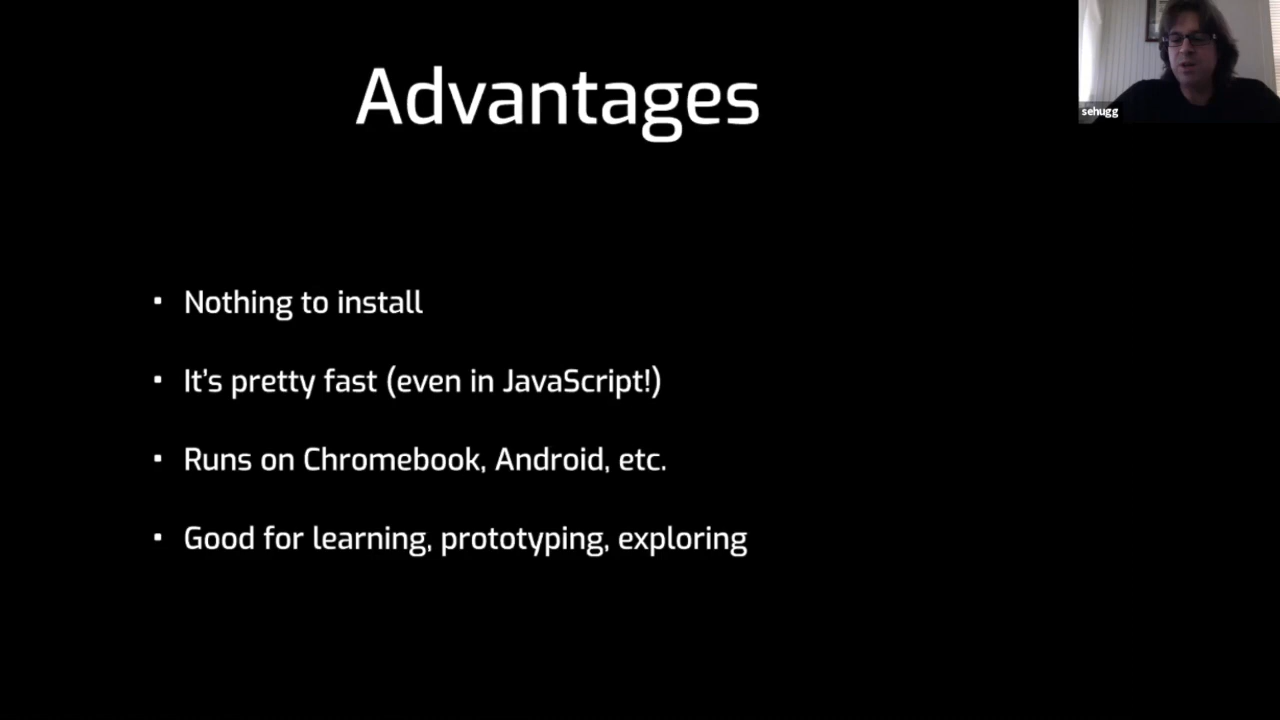 Advantages
sehugg
▪ Nothing to install
▪ It's pretty fast (even in JavaScript!)
▪ Runs on Chromebook, Android, etc.
▪ Good for learning, prototyping, exploring